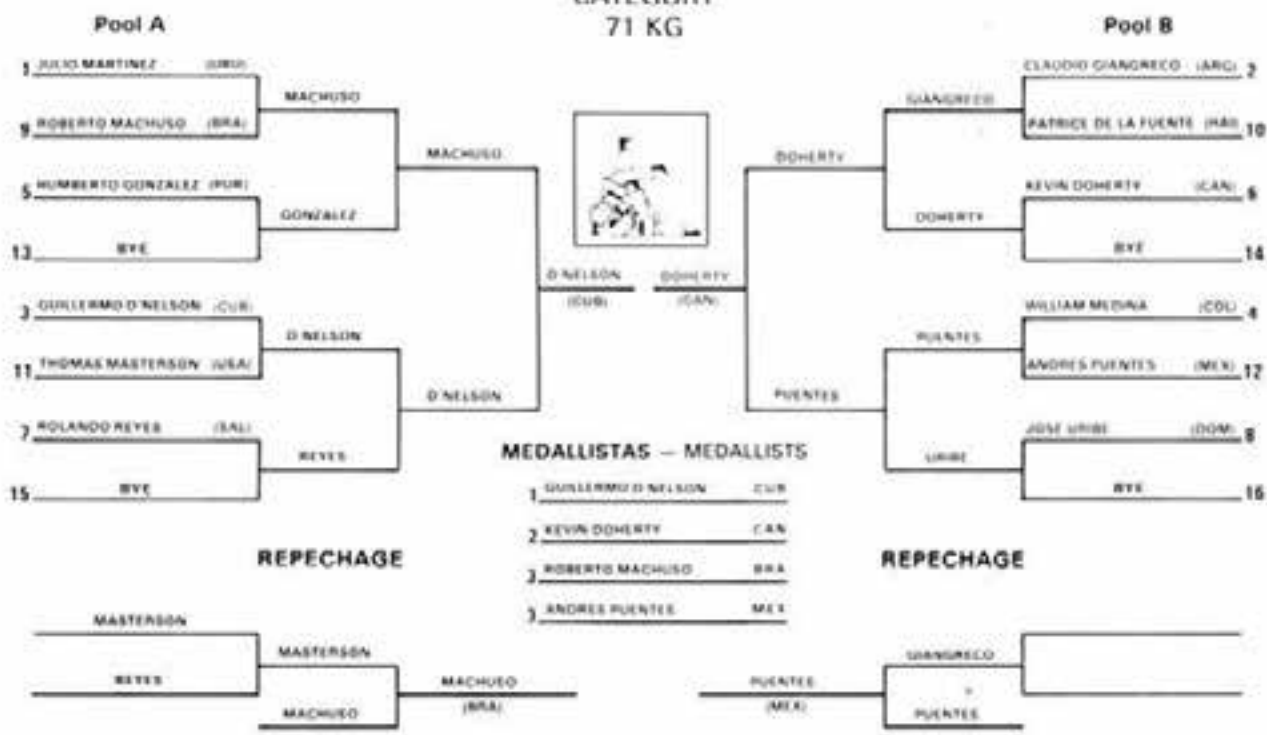 71 KG
Pool A
1 JULIO MARTINEZ (URU)
9 ROBERTO MACHUSO (BRA)
5 HUMBERTO GONZALEZ (PUR)
13 BYE
3 GUILLERMO D'NELSON (CUB)
11 THOMAS MASTERSON (USA)
7 ROLANDO REYES (SAL)
15 BYE
MACHUSO
GONZALEZ
D'NELSON
REYES
MACHUSO
D'NELSON
D'NELSON
(CUB)
Pool B
CLAUDIO GIANGRECO (ARG) 2
PATRICE DE LA FUENTE (HAI) 10
KEVIN DOHERTY (CAN) 6
BYE 14
WILLIAM MEDINA (COL) 4
ANDRES PUENTES (MEX) 12
JOSE URIBE (DOM) 8
BYE 16
GIANGRECO
DOHERTY
PUENTES
URIBE
DOHERTY
PUENTES
DOHERTY
(CAN)
MEDALLISTAS – MEDALLISTS
1 GUILLERMO D'NELSON CUB
2 KEVIN DOHERTY CAN
3 ROBERTO MACHUSO BRA
3 ANDRES PUENTES MEX
REPECHAGE
MASTERSON
REYES
MASTERSON
MACHUSO
MACHUSO
(BRA)
REPECHAGE
GIANGRECO
PUENTES
PUENTES
(MEX)